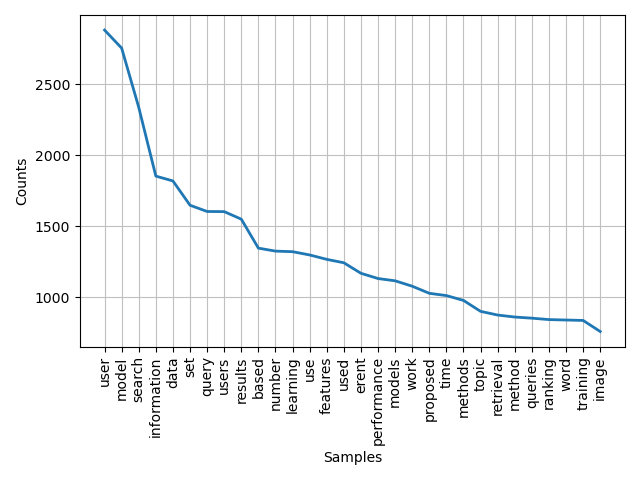 2500
2000
1500
1000
Counts
user
model
search
information
data
set
query
users
results
based
number
learning
use
features
used
erent
performance
models
work
proposed
time
methods
topic
retrieval
method
queries
ranking
word
training
image
Samples